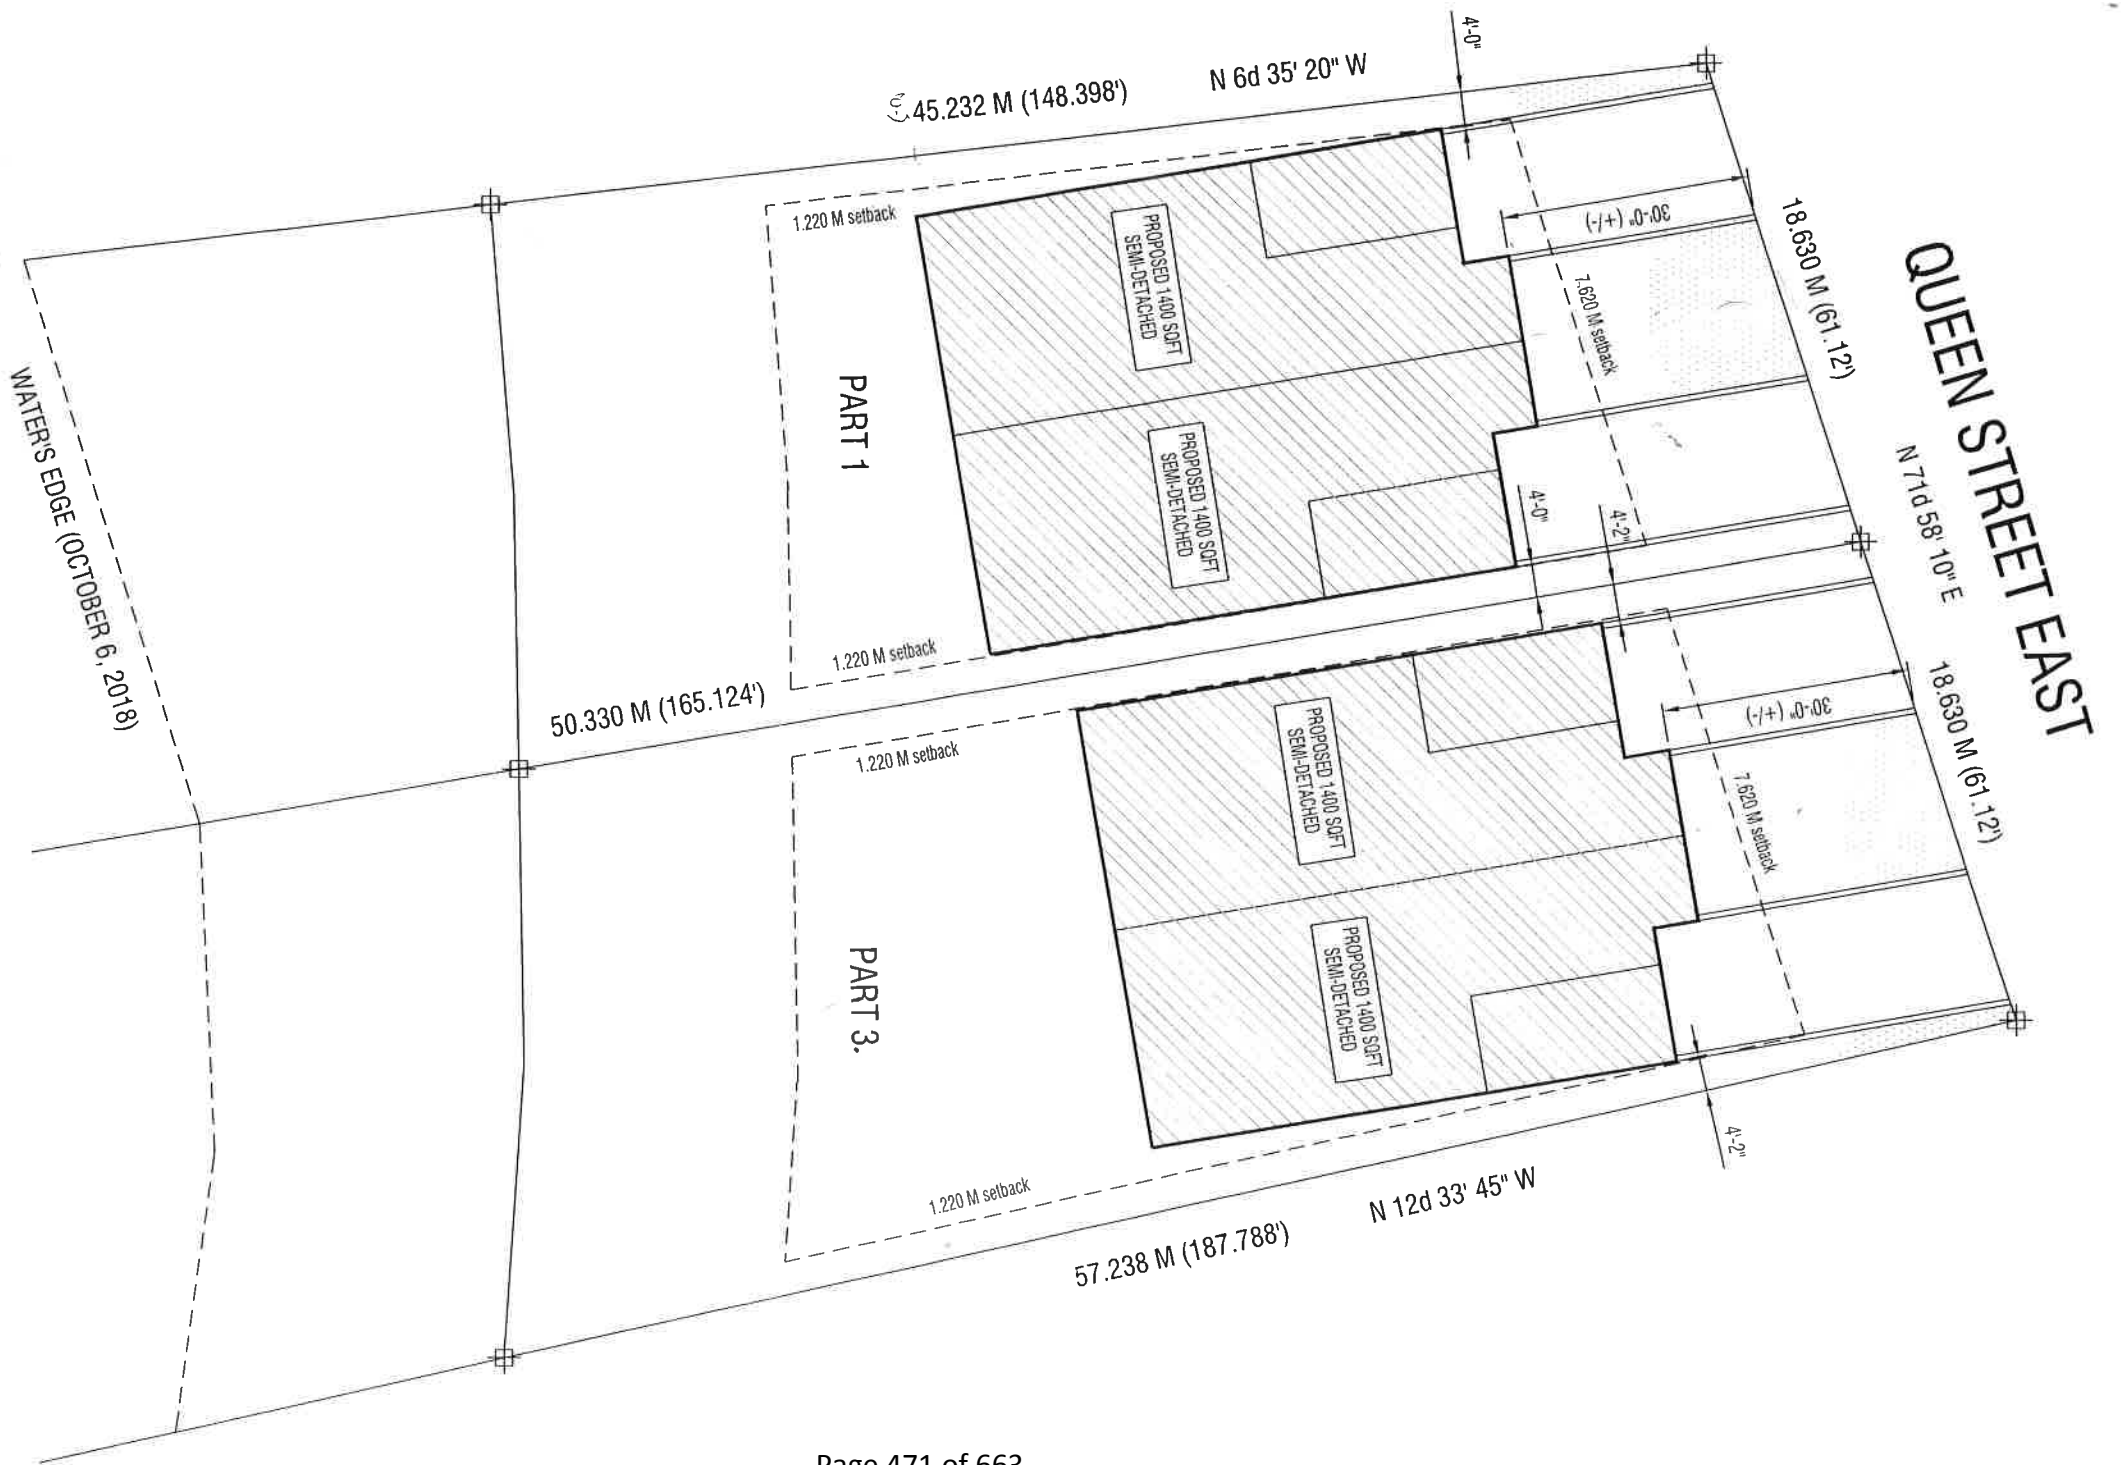 QUEEN STREET EAST
N 71d 58' 10" E
18.630 M (61.12')
18.630 M (61.12')
4'-0"
N 6d 35' 20" W
45.232 M (148.398')
1.220 M setback
PROPOSED 1400 SQFT
SEMI-DETACHED
30'-0" (+/-)
7.620 M setback
PART 1
PROPOSED 1400 SQFT
SEMI-DETACHED
4'-0"
4'-2"
1.220 M setback
50.330 M (165.124')
WATER'S EDGE (OCTOBER 6, 2018)
1.220 M setback
PROPOSED 1400 SQFT
SEMI-DETACHED
30'-0" (+/-)
7.620 M setback
PART 3.
PROPOSED 1400 SQFT
SEMI-DETACHED
4'-2"
1.220 M setback
N 12d 33' 45" W
57.238 M (187.788')
Page 471 of 663